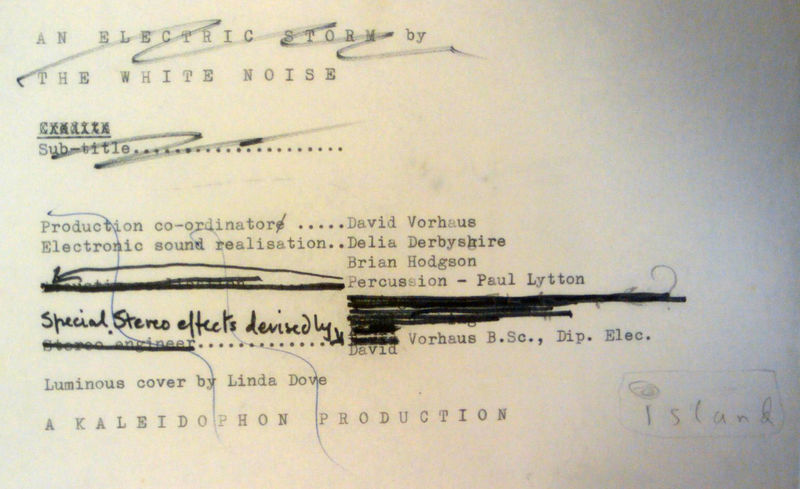 AN ELECTRIC STORM by
THE WHITE NOISE
Credits
Sub-title.......................
Production co-ordinator .....David Vorhaus
Electronic sound realisation..Delia Derbyshire
Brian Hodgson
Percussion - Paul Lytton
?
Special Stereo effects devised by
Stereo engineer................. Vorhaus B.Sc., Dip. Elec.
David
Luminous cover by Linda Dove
A KALEIDOPHON PRODUCTION
island